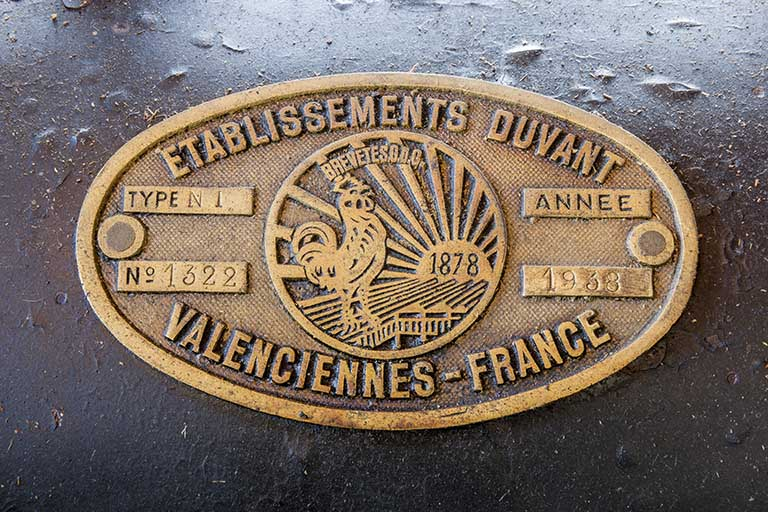 ETABLISSEMENTS DUVANT
BREVETES.G.D.G.
TYPE N 1.
ANNEE
1878
Nº 1322
1938
VALENCIENNES - FRANCE